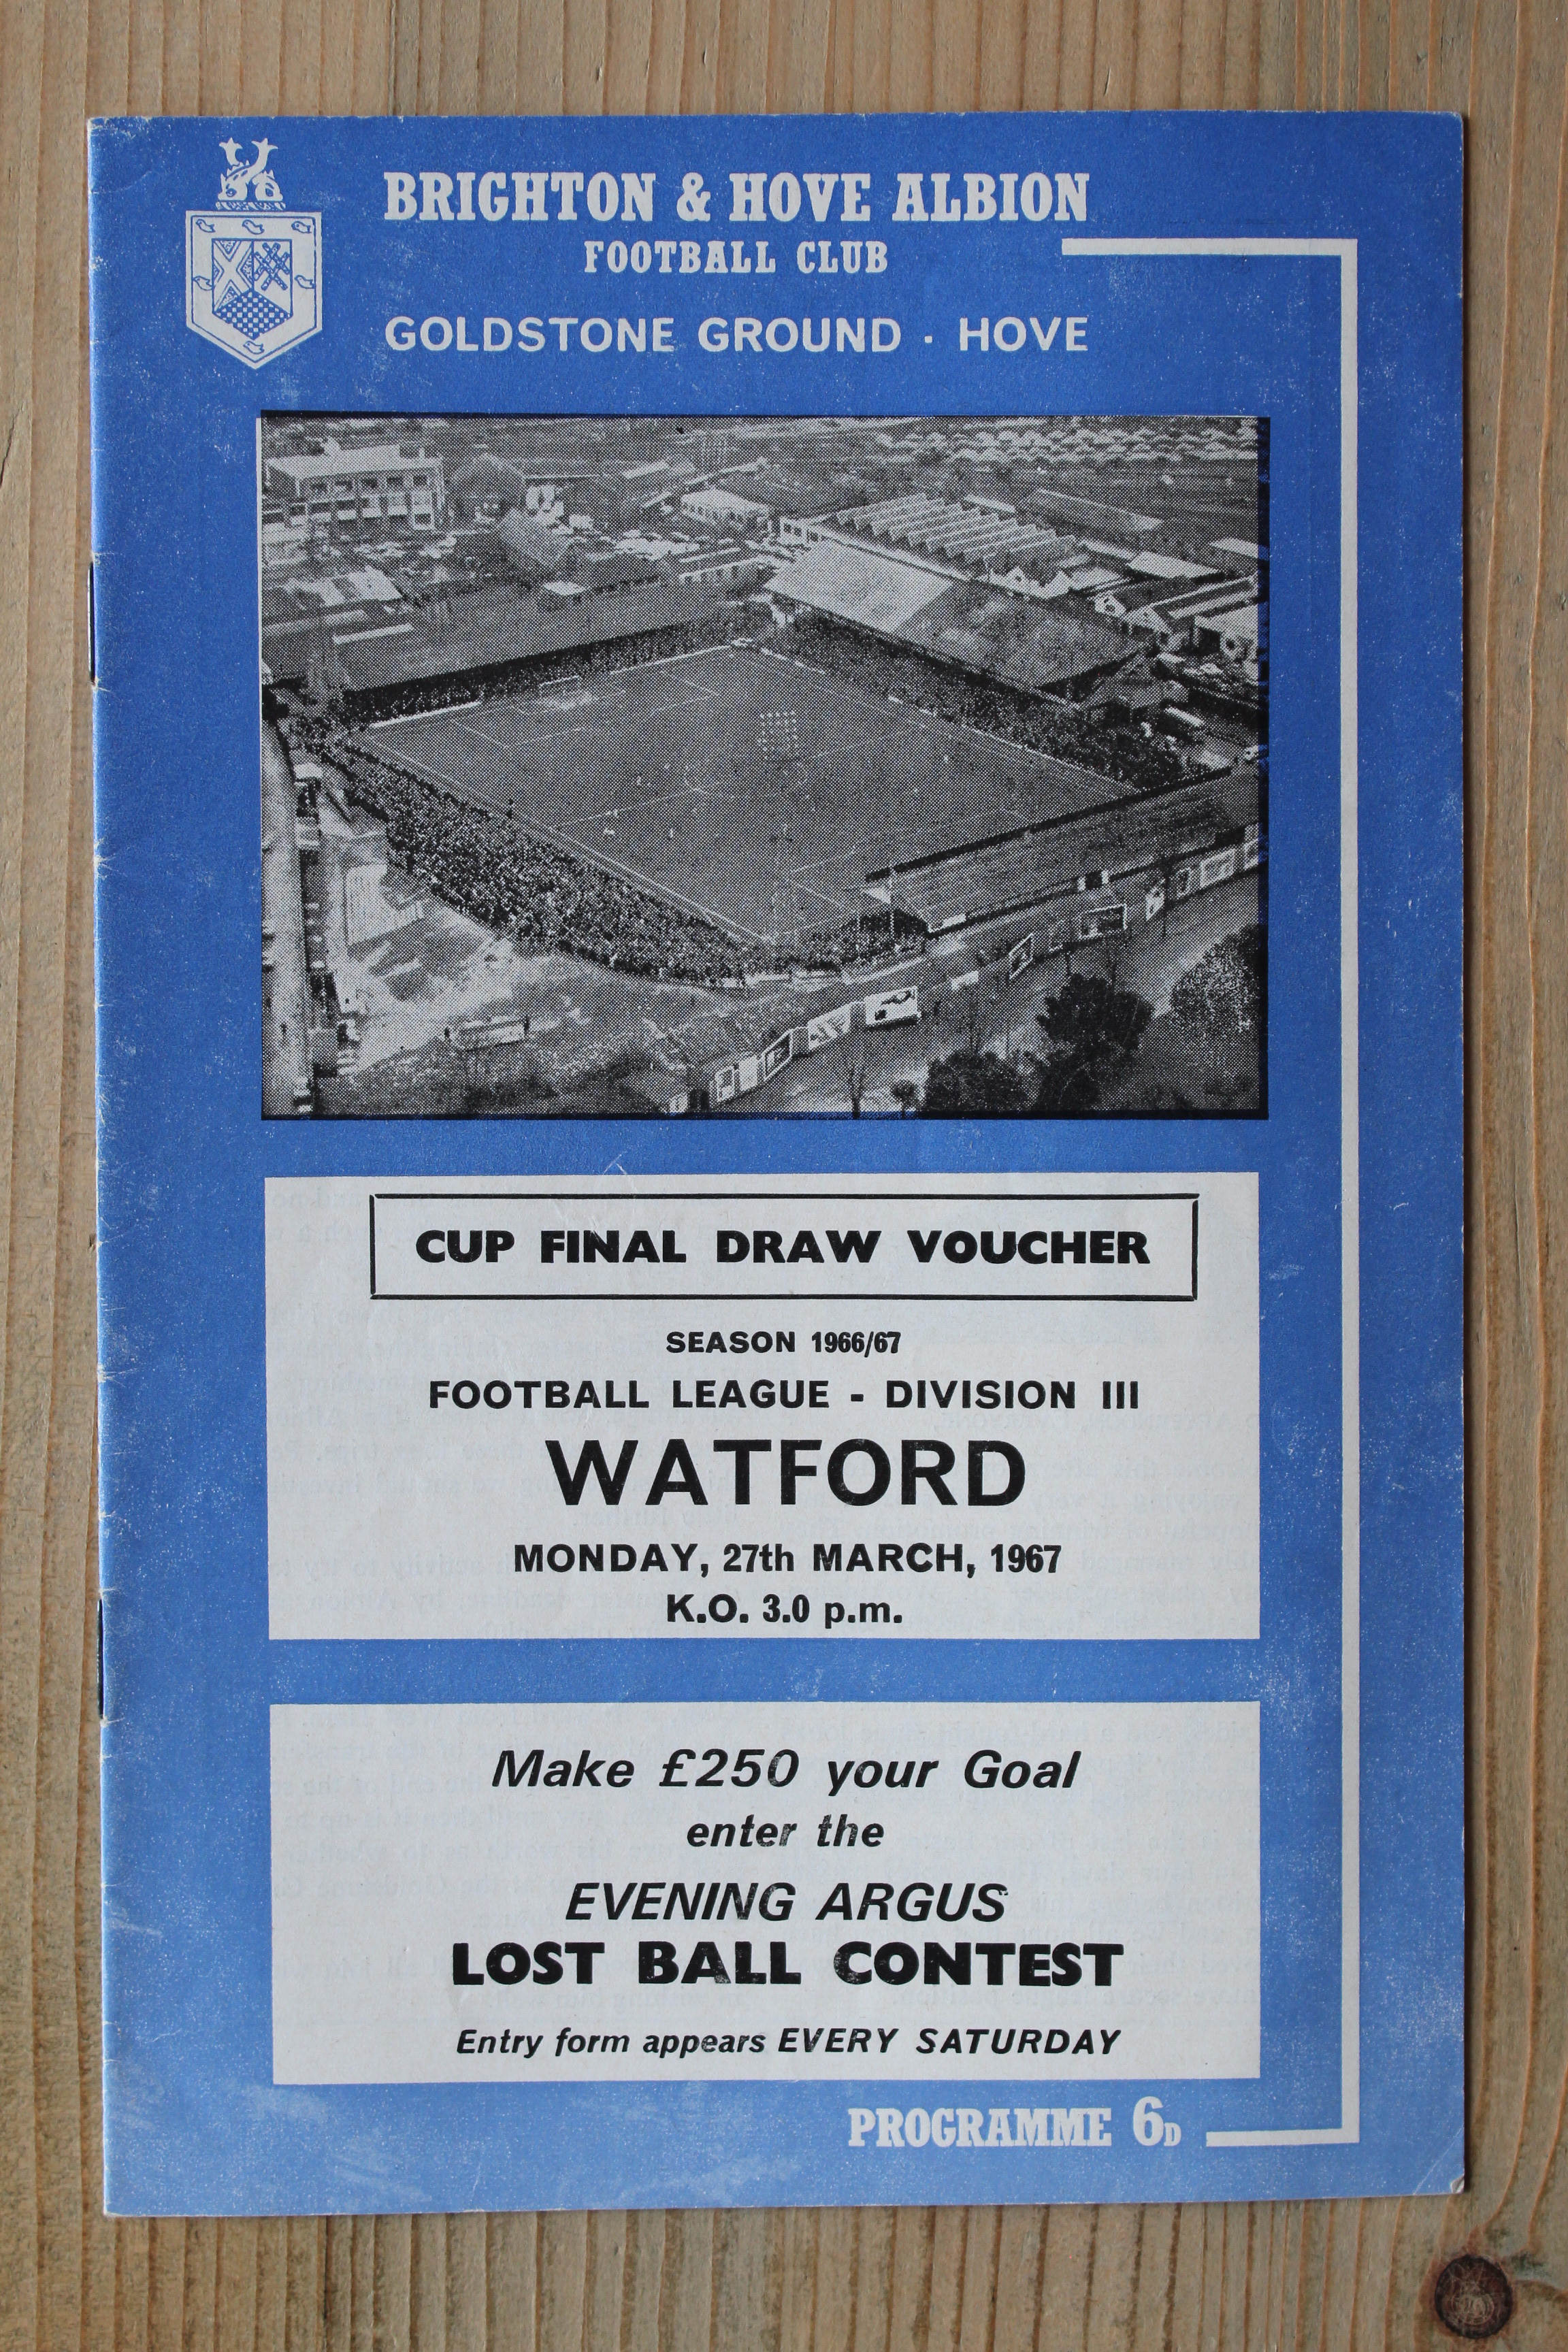 BRIGHTON & HOVE ALBION
FOOTBALL CLUB
GOLDSTONE GROUND · HOVE
CUP FINAL DRAW VOUCHER
SEASON 1966/67
FOOTBALL LEAGUE - DIVISION III
WATFORD
MONDAY, 27th MARCH, 1967
K.O. 3.0 p.m.
Make £250 your Goal
enter the
EVENING ARGUS
LOST BALL CONTEST
Entry form appears EVERY SATURDAY
PROGRAMME 6D